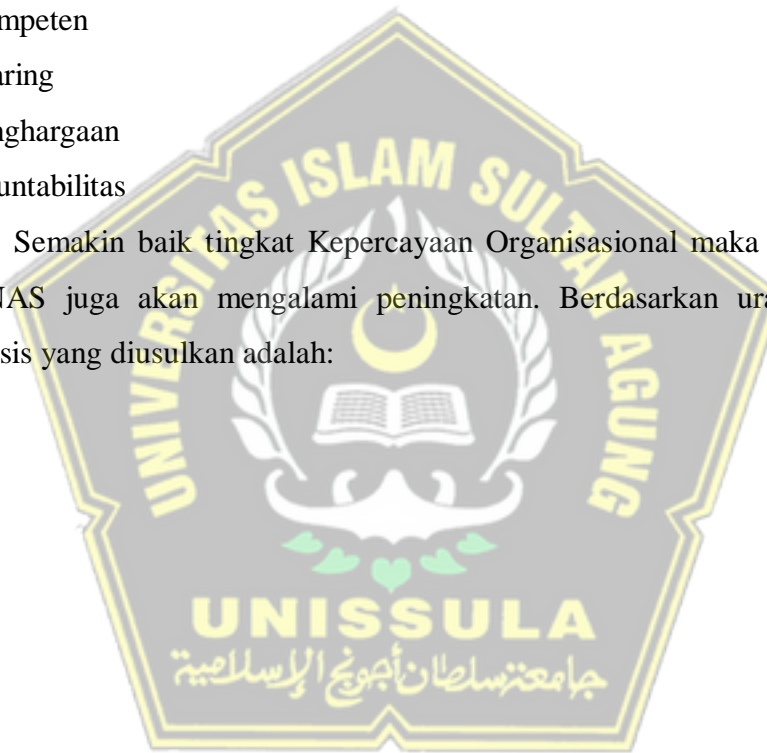 mpeten
aring
nghargaan
untabilitas
Semakin baik tingkat Kepercayaan Organisasional maka
NAS juga akan mengalami peningkatan. Berdasarkan ura
sis yang diusulkan adalah:
UNIVERSITAS ISLAM SULTAN AGUNG
UNISSULA
جامعة سلطان أجونج الإسلامية